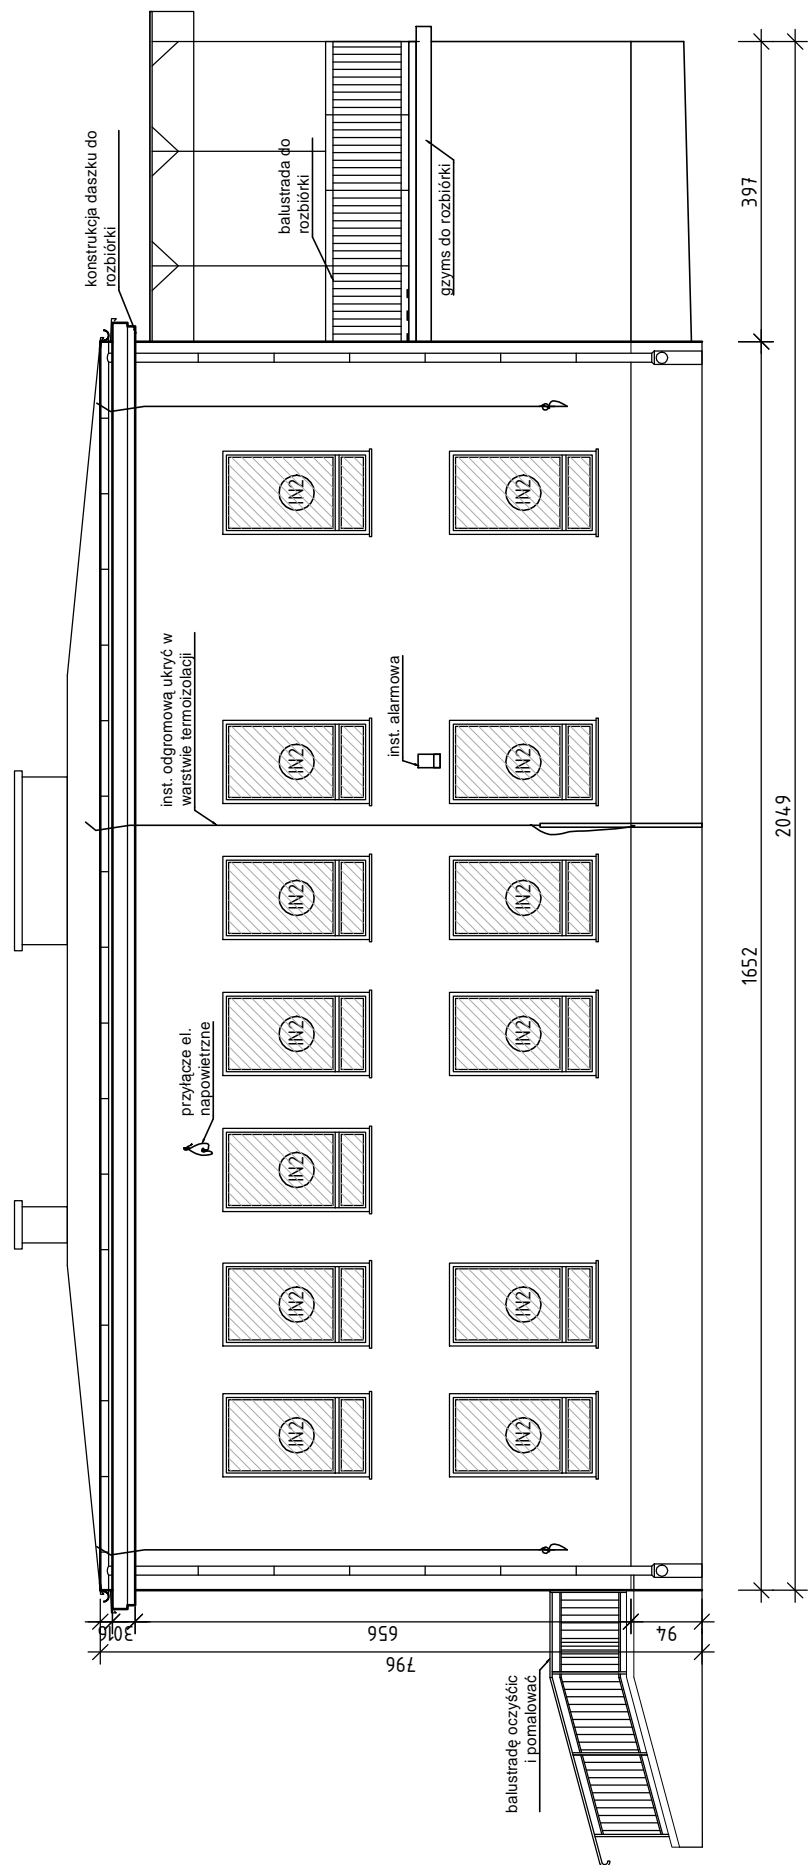 konstrukcja daszku do
rozbiórki
inst. odgromową ukryć w
warstwie termoizolacji
przyłącze el.
napowietrzne
balustrada do
rozbiórki
IN2
IN2
IN2
IN2
IN2
IN2
IN2
inst. alarmowa
gzyms do rozbiórki
balustradę oczyśćic
i pomalować
IN2
IN2
IN2
IN2
IN2
IN2
16
30
656
94
796
1652
397
2049